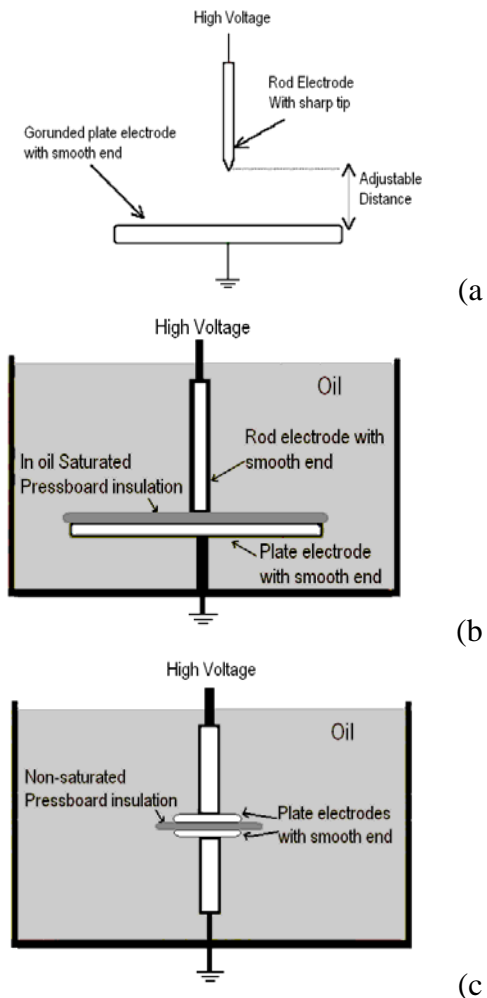 High Voltage
Rod Electrode
With sharp tip
Gorunded plate electrode
with smooth end
Adjustable
Distance
(a
High Voltage
Oil
Rod electrode with
smooth end
In oil Saturated
Pressboard insulation
Plate electrode
with smooth end
(b
High Voltage
Oil
Non-saturated
Pressboard insulation
Plate electrodes
with smooth end
(c